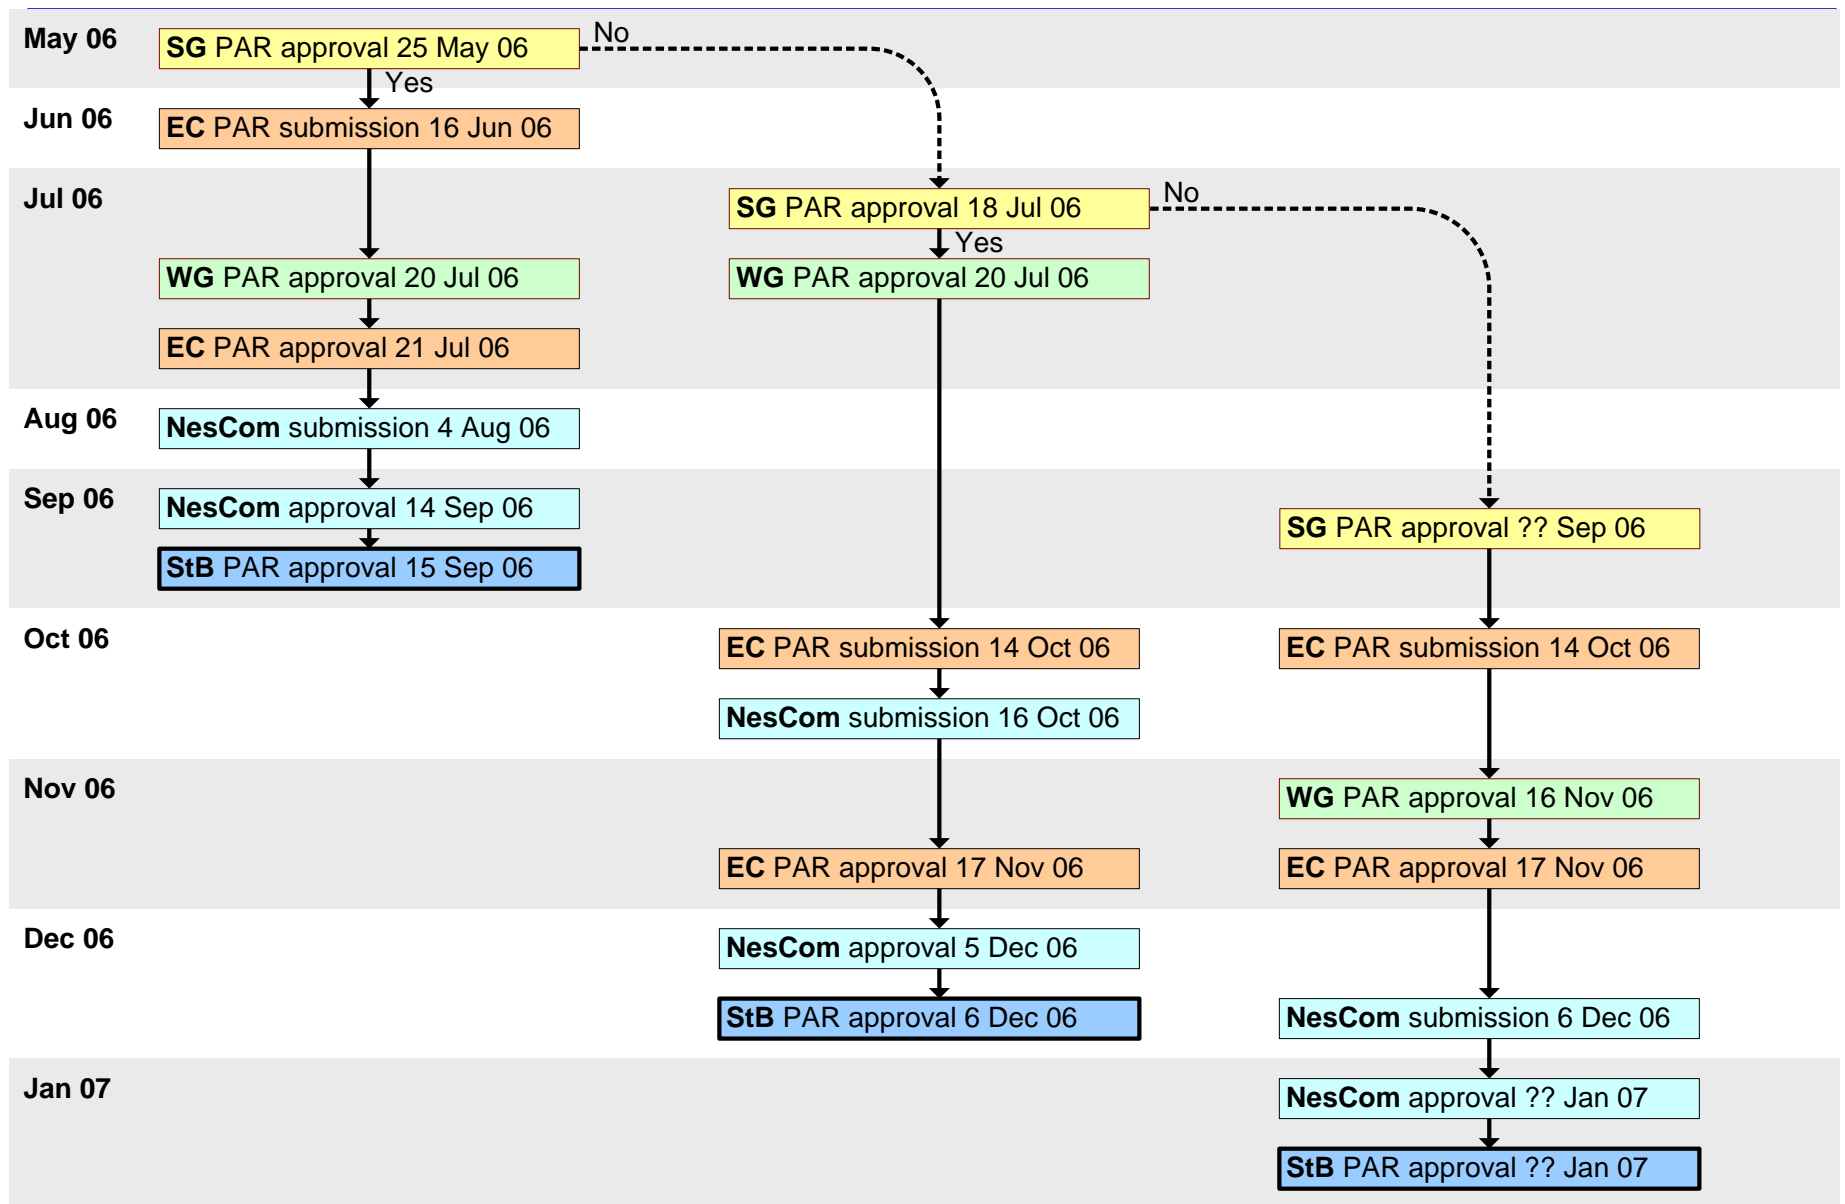 May 06
SG PAR approval 25 May 06
No
Yes
Jun 06
EC PAR submission 16 Jun 06
Jul 06
SG PAR approval 18 Jul 06
No
Yes
WG PAR approval 20 Jul 06
WG PAR approval 20 Jul 06
EC PAR approval 21 Jul 06
Aug 06
NesCom submission 4 Aug 06
Sep 06
NesCom approval 14 Sep 06
SG PAR approval ?? Sep 06
StB PAR approval 15 Sep 06
Oct 06
EC PAR submission 14 Oct 06
EC PAR submission 14 Oct 06
NesCom submission 16 Oct 06
Nov 06
WG PAR approval 16 Nov 06
EC PAR approval 17 Nov 06
EC PAR approval 17 Nov 06
Dec 06
NesCom approval 5 Dec 06
StB PAR approval 6 Dec 06
NesCom submission 6 Dec 06
Jan 07
NesCom approval ?? Jan 07
StB PAR approval ?? Jan 07